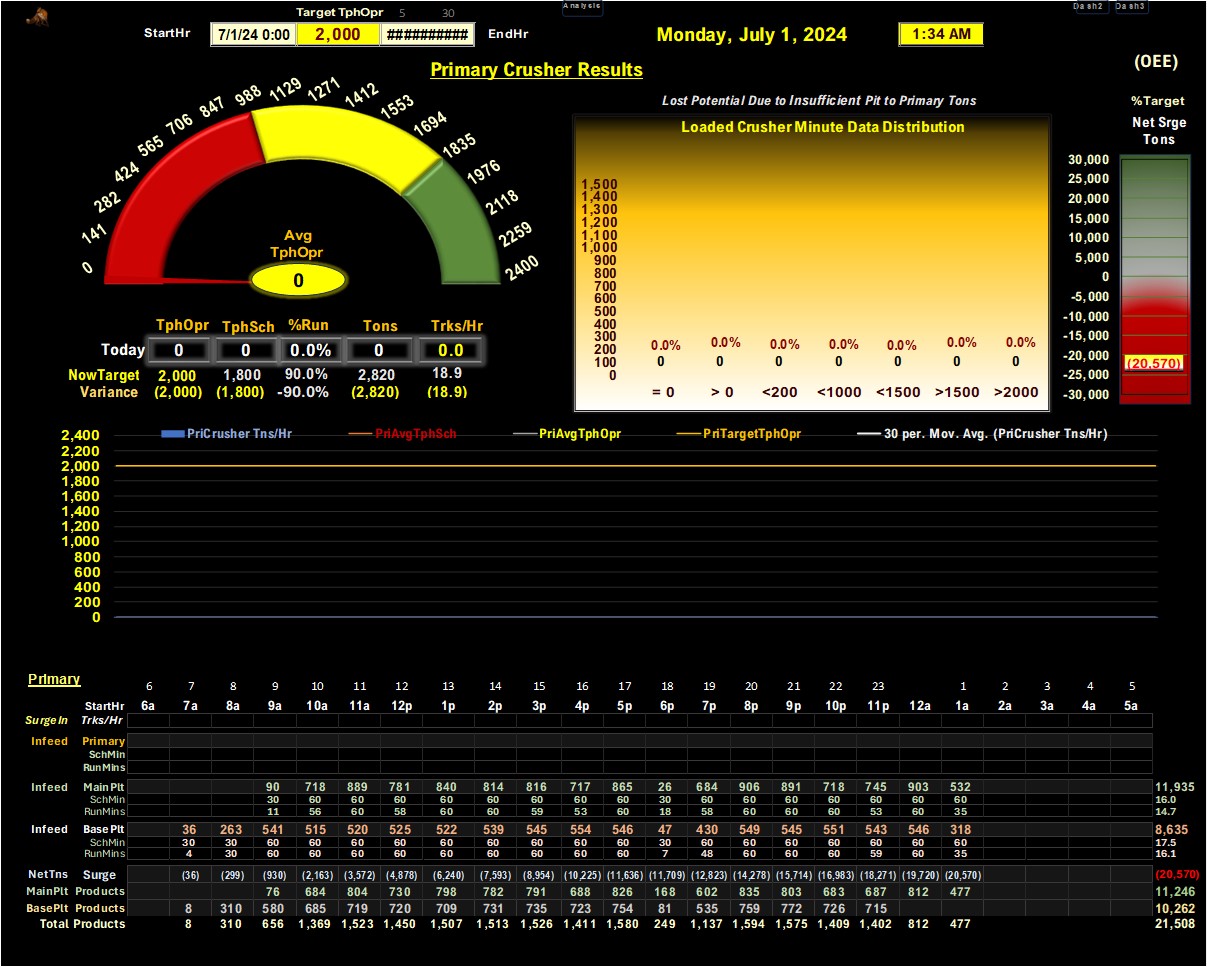 Analysis Dash2 Dash3
Target TphOpr 5 30
StartHr 7/1/24 0:00 2,000 ########## EndHr Monday, July 1, 2024 1:34 AM
(OEE)
Primary Crusher Results
%Target
Lost Potential Due to Insufficient Pit to Primary Tons
Net Srge
Tons
Loaded Crusher Minute Data Distribution
0 141 282 424 565 706 847 988 1129 1271 1412 1553 1694 1835 1976 2118 2259 2400
Avg
TphOpr
0
1,500
1,400
1,300
1,200
1,100
1,000
900
800
700
600
500
400
300
200
100
0
0.0% 0.0% 0.0% 0.0% 0.0% 0.0% 0.0%
0 0 0 0 0 0 0
= 0 > 0 <200 <1000 <1500 >1500 >2000
30,000
25,000
20,000
15,000
10,000
5,000
0
-5,000
-10,000
-15,000
-20,000
(20,570)
-25,000
-30,000
TphOpr TphSch %Run Tons Trks/Hr
Today 0 0 0.0% 0 0.0
NowTarget 2,000 1,800 90.0% 2,820 18.9
Variance (2,000) (1,800) -90.0% (2,820) (18.9)
PriCrusher Tns/Hr PriAvgTphSch PriAvgTphOpr PriTargetTphOpr 30 per. Mov. Avg. (PriCrusher Tns/Hr)
2,400
2,200
2,000
1,800
1,600
1,400
1,200
1,000
800
600
400
200
0
Primary
6 7 8 9 10 11 12 13 14 15 16 17 18 19 20 21 22 23 1 2 3 4 5
StartHr 6a 7a 8a 9a 10a 11a 12p 1p 2p 3p 4p 5p 6p 7p 8p 9p 10p 11p 12a 1a 2a 3a 4a 5a
SurgeIn Trks/Hr
Infeed Primary
SchMin
RunMins
Infeed MainPlt 90 718 889 781 840 814 816 717 865 26 684 906 891 718 745 903 532 11,935
SchMin 30 60 60 60 60 60 60 60 60 30 60 60 60 60 60 60 60 16.0
RunMins 11 56 60 58 60 60 59 53 60 18 58 60 60 60 53 60 35 14.7
Infeed BasePlt 36 263 541 515 520 525 522 539 545 554 546 47 430 549 545 551 543 546 318 8,635
SchMin 30 30 60 60 60 60 60 60 60 60 60 30 60 60 60 60 60 60 60 17.5
RunMins 4 30 60 60 60 60 60 60 60 60 60 7 48 60 60 60 59 60 35 16.1
NetTns Surge (36) (299) (930) (2,163) (3,572) (4,878) (6,240) (7,593) (8,954) (10,225) (11,636) (11,709) (12,823) (14,278) (15,714) (16,983) (18,271) (19,720) (20,570) (20,570)
MainPlt Products 76 684 804 730 798 782 791 688 826 168 602 835 803 683 687 812 477 11,246
BasePlt Products 8 310 580 685 719 720 709 731 735 723 754 81 535 759 772 726 715 10,262
Total Products 8 310 656 1,369 1,523 1,450 1,507 1,513 1,526 1,411 1,580 249 1,137 1,594 1,575 1,409 1,402 812 477 21,508